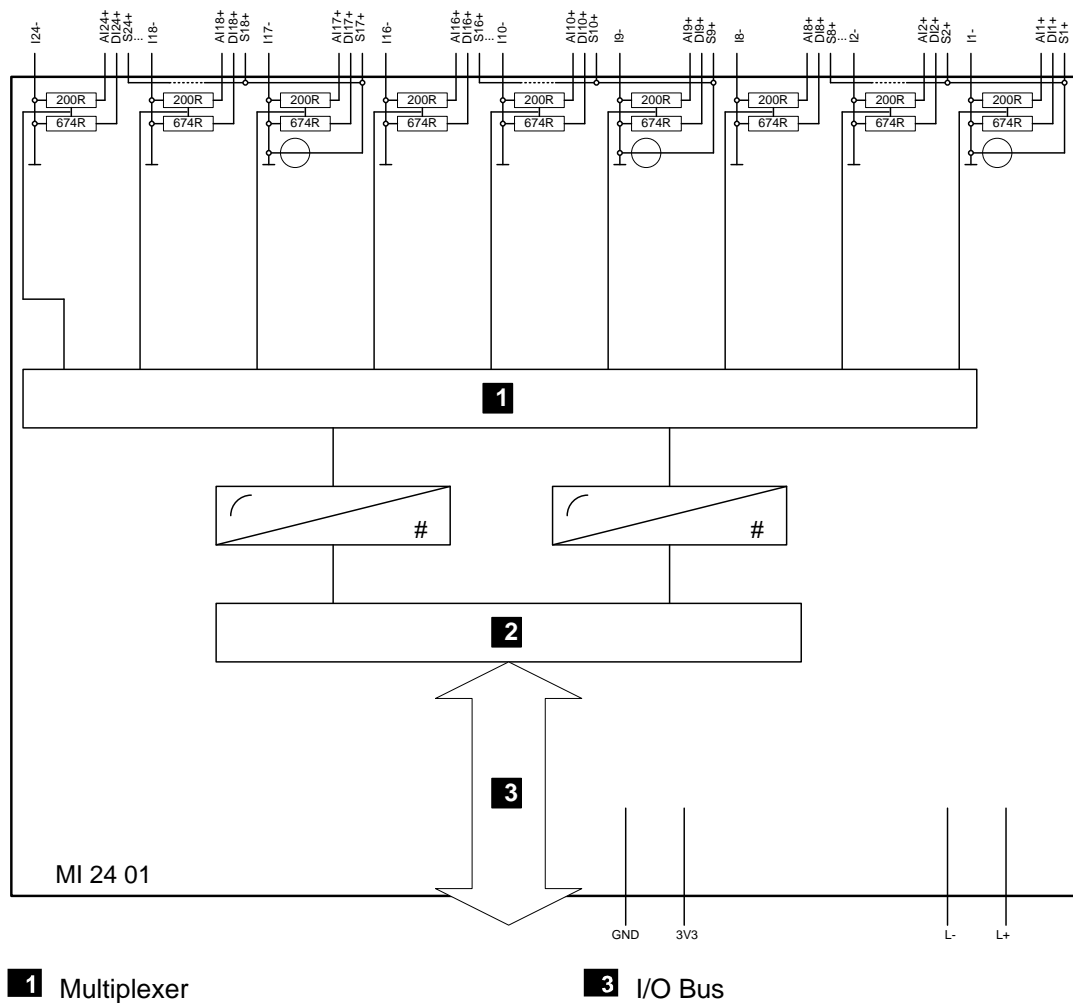 I24- AI24+ DI24+ S24+ ... I18- AI18+ DI18+ S18+ I17- AI17+ DI17+ S17+ I16- AI16+ DI16+ S16+ ... I10- AI10+ DI10+ S10+ I9- AI9+ DI9+ S9+ I8- AI8+ DI8+ S8+ ... I2- AI2+ DI2+ S2+ I1- AI1+ DI1+ S1+
200R 200R 200R 200R 200R 200R 200R 200R 200R
674R 674R 674R 674R 674R 674R 674R 674R 674R
1
# #
2
3
MI 24 01
GND 3V3 L- L+
1 Multiplexer 3 I/O Bus